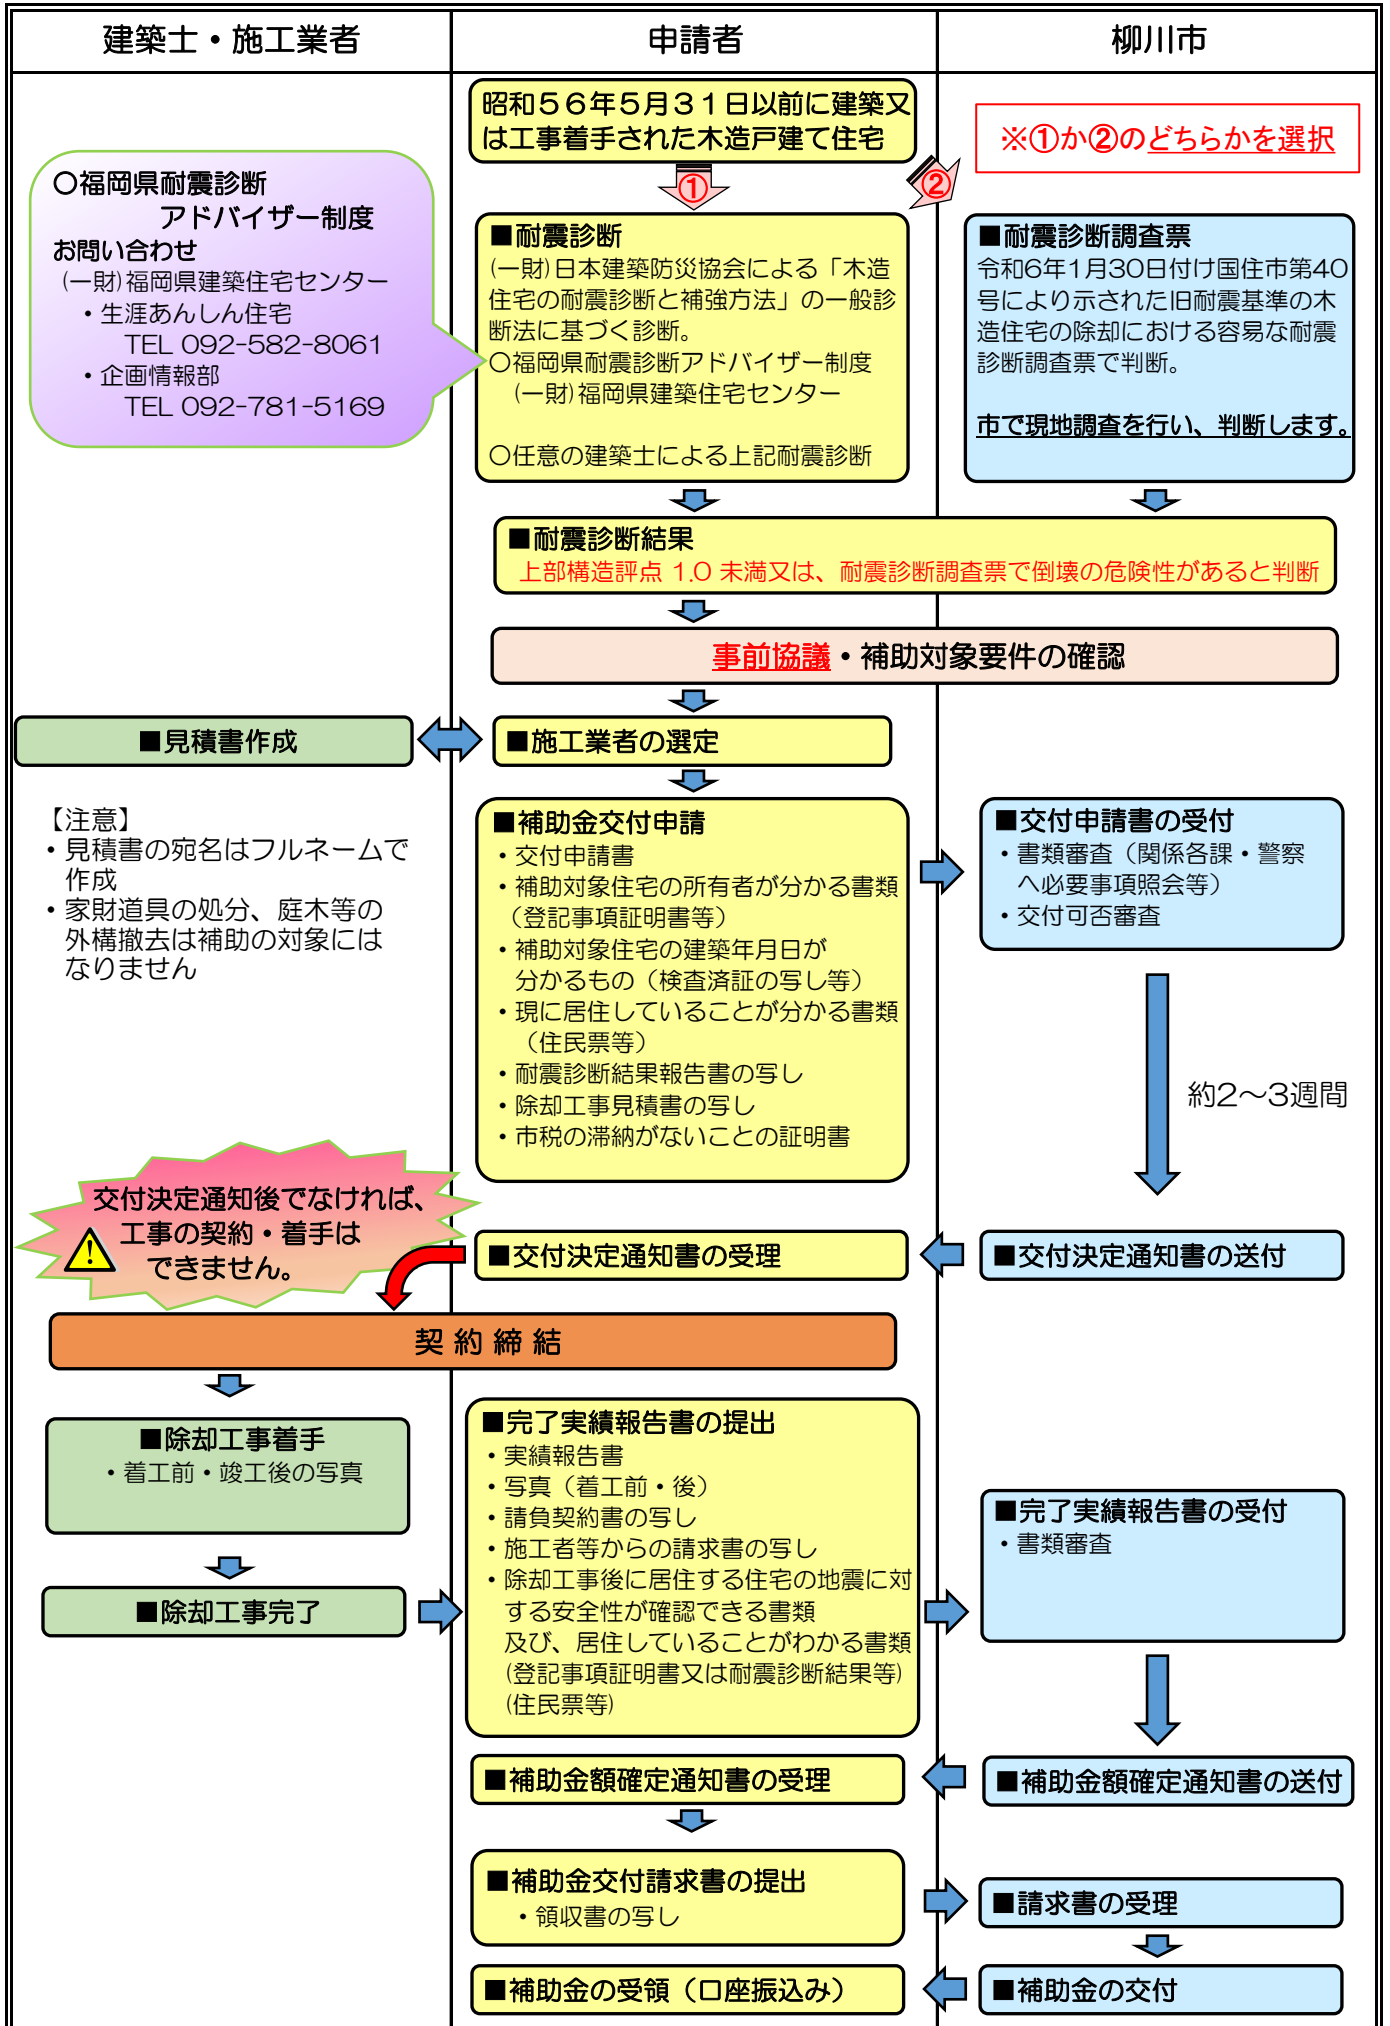 建築士・施工業者
申請者
柳川市
昭和56年5月31日以前に建築又
は工事着手された木造戸建て住宅
※①か②のどちらかを選択
①
②
〇福岡県耐震診断
アドバイザー制度
お問い合わせ
(一財)福岡県建築住宅センター
・生涯あんしん住宅
TEL 092-582-8061
・企画情報部
TEL 092-781-5169
■耐震診断
(一財)日本建築防災協会による「木造
住宅の耐震診断と補強方法」の一般診
断法に基づく診断。
〇福岡県耐震診断アドバイザー制度
(一財)福岡県建築住宅センター
〇任意の建築士による上記耐震診断
■耐震診断調査票
令和6年1月30日付け国住市第40
号により示された旧耐震基準の木
造住宅の除却における容易な耐震
診断調査票で判断。
市で現地調査を行い、判断します。
■耐震診断結果
上部構造評点 1.0 未満又は、耐震診断調査票で倒壊の危険性があると判断
事前協議・補助対象要件の確認
■見積書作成
■施工業者の選定
【注意】
・見積書の宛名はフルネームで
作成
・家財道具の処分、庭木等の
外構撤去は補助の対象には
なりません
■補助金交付申請
・交付申請書
・補助対象住宅の所有者が分かる書類
（登記事項証明書等）
・補助対象住宅の建築年月日が
分かるもの（検査済証の写し等）
・現に居住していることが分かる書類
（住民票等）
・耐震診断結果報告書の写し
・除却工事見積書の写し
・市税の滞納がないことの証明書
■交付申請書の受付
・書類審査（関係各課・警察
へ必要事項照会等）
・交付可否審査
約2～3週間
交付決定通知後でなければ、
工事の契約・着手は
できません。
■交付決定通知書の受理
■交付決定通知書の送付
契 約 締 結
■除却工事着手
・着工前・竣工後の写真
■除却工事完了
■完了実績報告書の提出
・実績報告書
・写真（着工前・後）
・請負契約書の写し
・施工者等からの請求書の写し
・除却工事後に居住する住宅の地震に対
する安全性が確認できる書類
及び、居住していることがわかる書類
(登記事項証明書又は耐震診断結果等)
(住民票等)
■完了実績報告書の受付
・書類審査
■補助金額確定通知書の受理
■補助金額確定通知書の送付
■補助金交付請求書の提出
・領収書の写し
■請求書の受理
■補助金の受領（口座振込み）
■補助金の交付